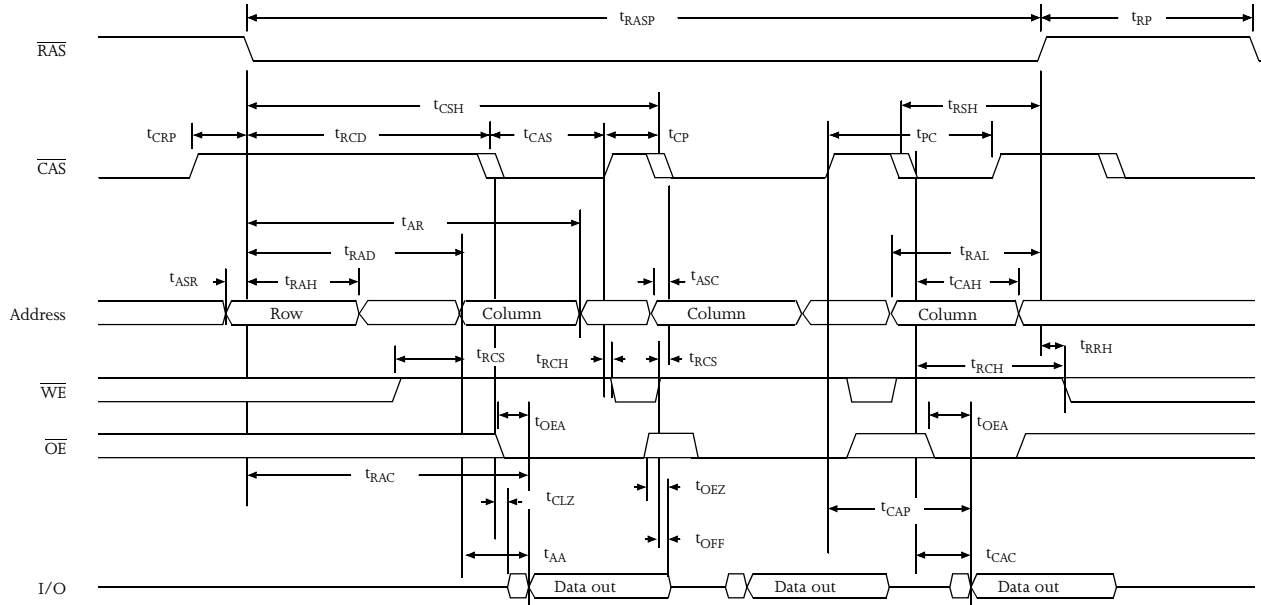 tRASP tRP
RAS
tCSH tRSH
tCRP tRCD tCAS tCP tPC
CAS
tAR
tRAD tRAL
tASR tRAH tASC tCAH
Address Row Column Column Column
tRCS tRCH tRCS tRCH tRRH
WE
tOEA tOEA
OE
tRAC tCLZ tOEZ tCAP
tAA tOFF tCAC
I/O Data out Data out Data out